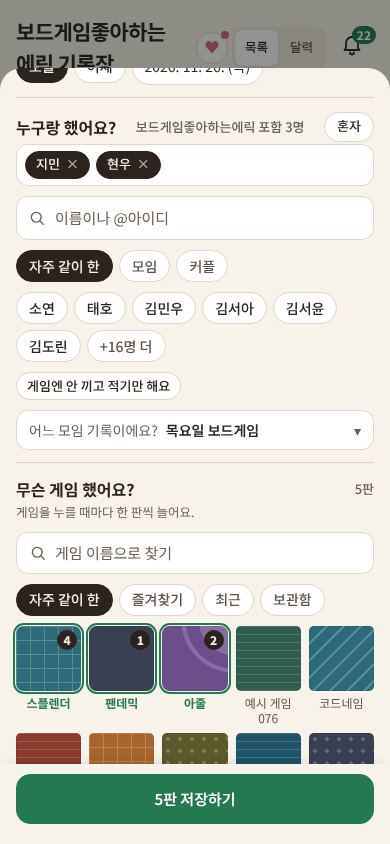 보드게임좋아하는
에릭 기록장
목록
달력
22
누구랑 했어요?
보드게임좋아하는에릭 포함 3명
혼자
지민 ×
현우 ×
이름이나 @아이디
자주 같이 한
모임
커플
소연
태호
김민우
김서아
김서윤
김도린
+16명 더
게임엔 안 끼고 적기만 해요
어느 모임 기록이에요? 목요일 보드게임
무슨 게임 했어요?
5판
게임을 누를 때마다 한 판씩 늘어요.
게임 이름으로 찾기
자주 같이 한
즐겨찾기
최근
보관함
4
1
2
스플렌더
팬데믹
아줄
예시 게임
076
코드네임
5판 저장하기